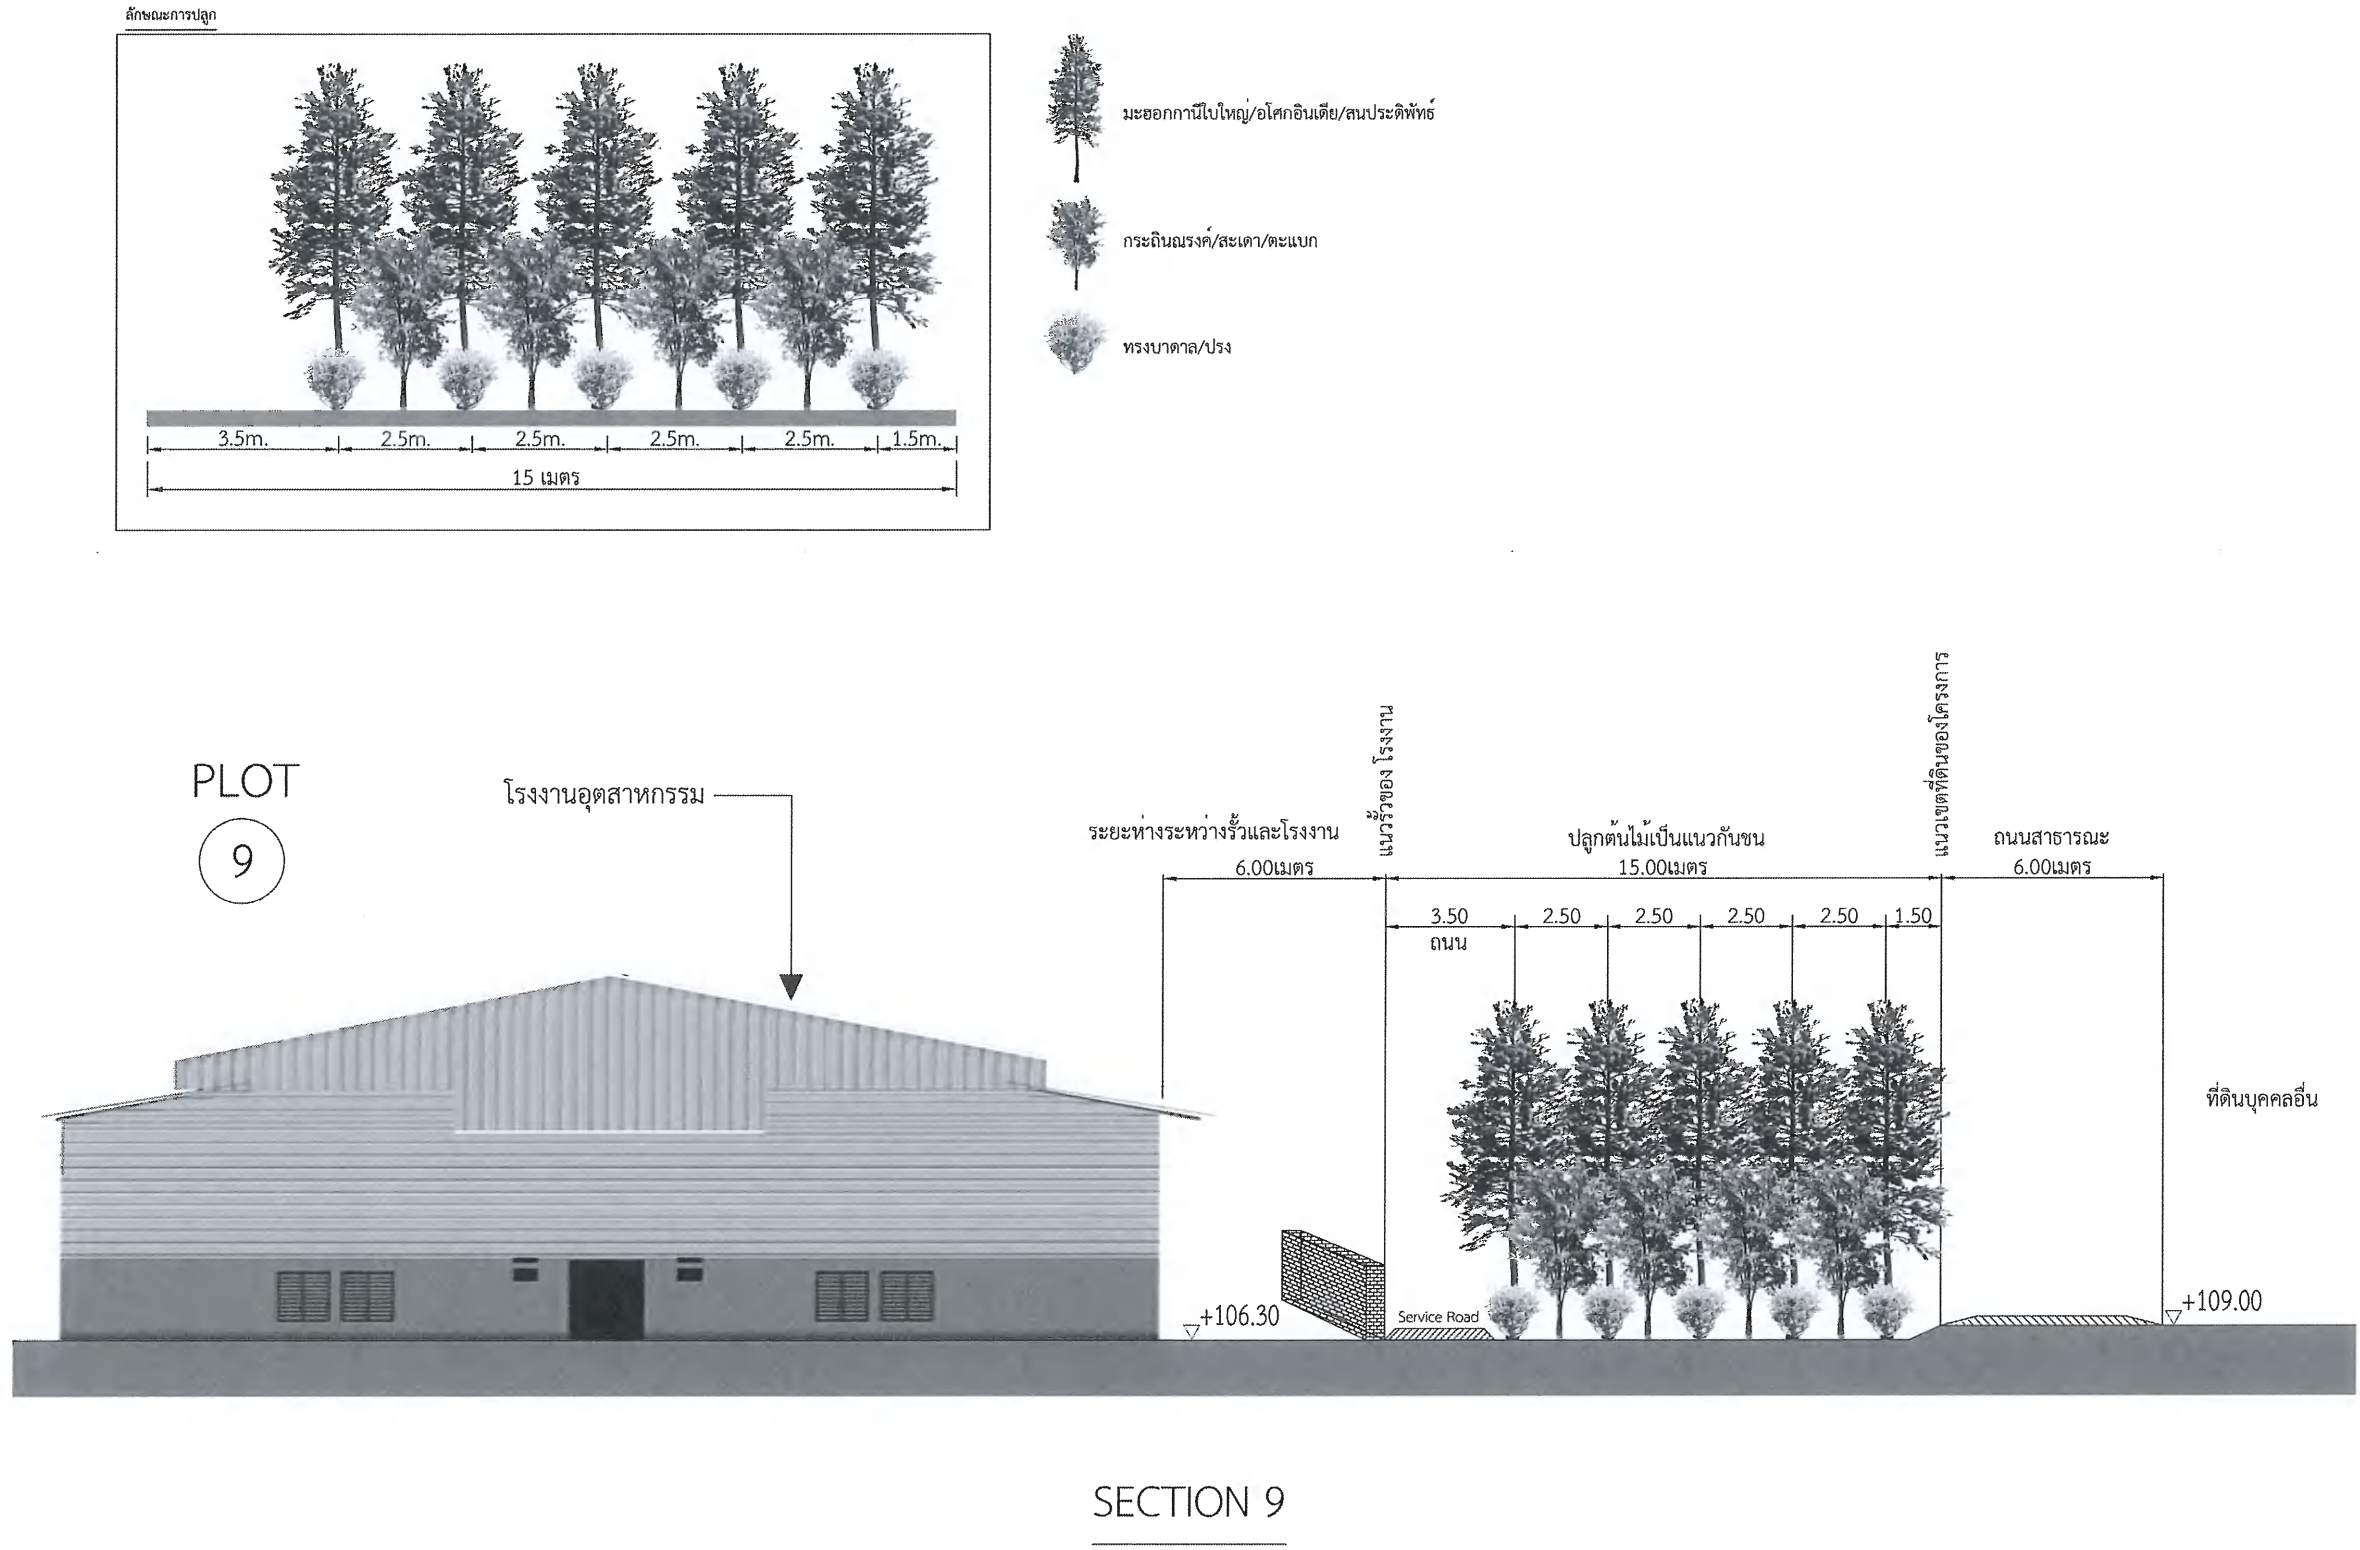 ลักษณะการปลูก
มะฮอกกานีใบใหญ่/อโศกอินเดีย/สนประดิพัทธ์
กระถินณรงค์/สะเดา/ตะแบก
ทรงบาดาล/ปรง
3.5m. 2.5m. 2.5m. 2.5m. 2.5m. 1.5m.
15 เมตร
PLOT
9
โรงงานอุตสาหกรรม
ระยะห่างระหว่างรั้วและโรงงาน
6.00เมตร
แนวรั้วของ โรงงาน
ปลูกต้นไม้เป็นแนวกันชน
15.00เมตร
แนวเขตที่ดินของโครงการ
ถนนสาธารณะ
6.00เมตร
3.50 2.50 2.50 2.50 2.50 1.50
ถนน
ที่ดินบุคคลอื่น
+106.30
Service Road
+109.00
SECTION 9